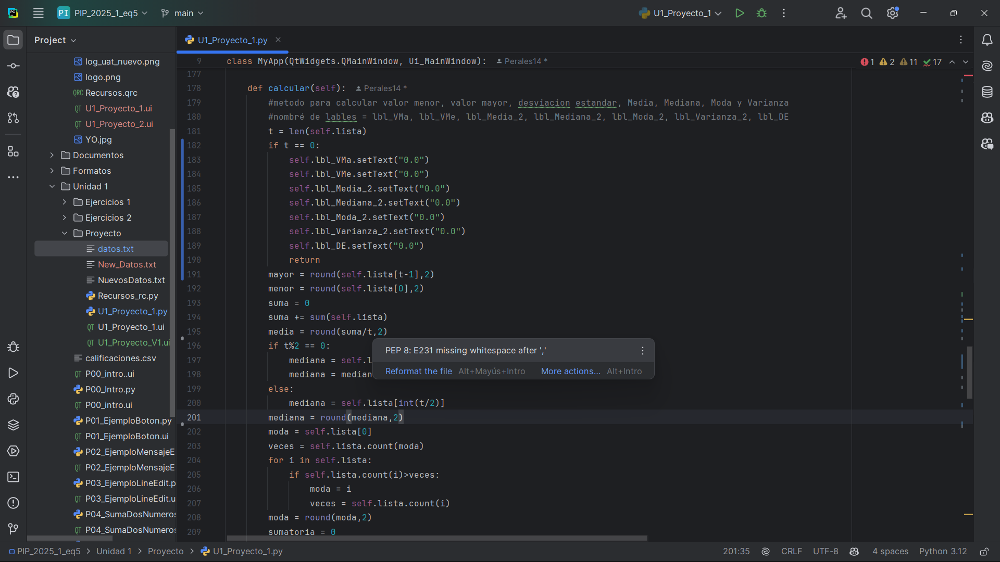 PI PIP_2025_1_eq5 main U1_Proyecto_1
Project
U1_Proyecto_1.py
log_uat_nuevo.png
logo.png
QRC Recursos.qrc
QT U1_Proyecto_1.ui
QT U1_Proyecto_2.ui
YO.jpg
Documentos
Formatos
Unidad 1
Ejercicios 1
Ejercicios 2
Proyecto
datos.txt
New_Datos.txt
NuevosDatos.txt
Recursos_rc.py
U1_Proyecto_1.py
QT U1_Proyecto_1.ui
QT U1_Proyecto_V1.ui
calificaciones.csv
QT P00_intro..ui
P00_Intro.py
QT P00_intro.ui
P01_EjemploBoton.py
QT P01_EjemploBoton.ui
P02_EjemploMensajeE
QT P02_EjemploMensajeE
P03_EjemploLineEdit.p
QT P03_EjemploLineEdit.u
P04_SumaDosNumeros
QT P04_SumaDosNumeros
9 class MyApp(QtWidgets.QMainWindow, Ui_MainWindow): Perales14 *
1 2 11 17
177
178 def calcular(self): Perales14 *
179 #metodo para calcular valor menor, valor mayor, desviacion estandar, Media, Mediana, Moda y Varianza
180 #nombré de lables = lbl_VMa, lbl_VMe, lbl_Media_2, lbl_Mediana_2, lbl_Moda_2, lbl_Varianza_2, lbl_DE
181 t = len(self.lista)
182 if t == 0:
183 self.lbl_VMa.setText("0.0")
184 self.lbl_VMe.setText("0.0")
185 self.lbl_Media_2.setText("0.0")
186 self.lbl_Mediana_2.setText("0.0")
187 self.lbl_Moda_2.setText("0.0")
188 self.lbl_Varianza_2.setText("0.0")
189 self.lbl_DE.setText("0.0")
190 return
191 mayor = round(self.lista[t-1],2)
192 menor = round(self.lista[0],2)
193 suma = 0
194 suma += sum(self.lista)
195 media = round(suma/t,2)
196 if t%2 == 0:
197 mediana = self.l
198 mediana = median
199 else:
200 mediana = self.lista[int(t/2)]
201 mediana = round(mediana,2)
202 moda = self.lista[0]
203 veces = self.lista.count(moda)
204 for i in self.lista:
205 if self.lista.count(i)>veces:
206 moda = i
207 veces = self.lista.count(i)
208 moda = round(moda,2)
209 sumatoria = 0
PEP 8: E231 missing whitespace after ','
Reformat the file Alt+Mayús+Intro More actions... Alt+Intro
PIP_2025_1_eq5 > Unidad 1 > Proyecto > U1_Proyecto_1.py
201:35 CRLF UTF-8 4 spaces Python 3.12